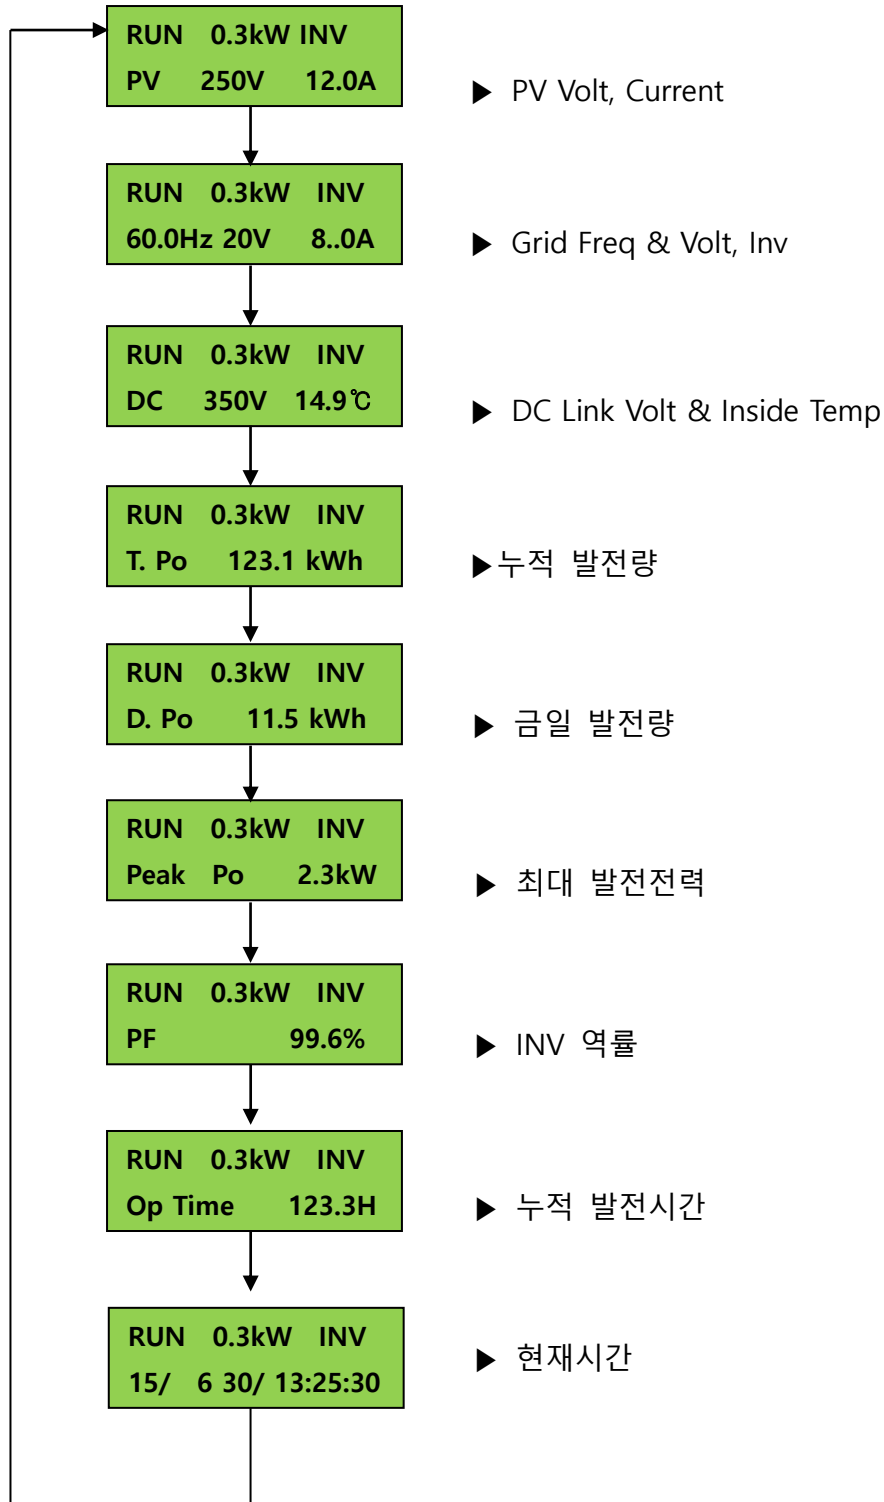 RUN 0.3kW INV
PV 250V 12.0A
▶ PV Volt, Current
RUN 0.3kW INV
60.0Hz 20V 8..0A
▶ Grid Freq & Volt, Inv
RUN 0.3kW INV
DC 350V 14.9℃
▶ DC Link Volt & Inside Temp
RUN 0.3kW INV
T. Po 123.1 kWh
▶누적 발전량
RUN 0.3kW INV
D. Po 11.5 kWh
▶ 금일 발전량
RUN 0.3kW INV
Peak Po 2.3kW
▶ 최대 발전전력
RUN 0.3kW INV
PF 99.6%
▶ INV 역률
RUN 0.3kW INV
Op Time 123.3H
▶ 누적 발전시간
RUN 0.3kW INV
15/ 6 30/ 13:25:30
▶ 현재시간